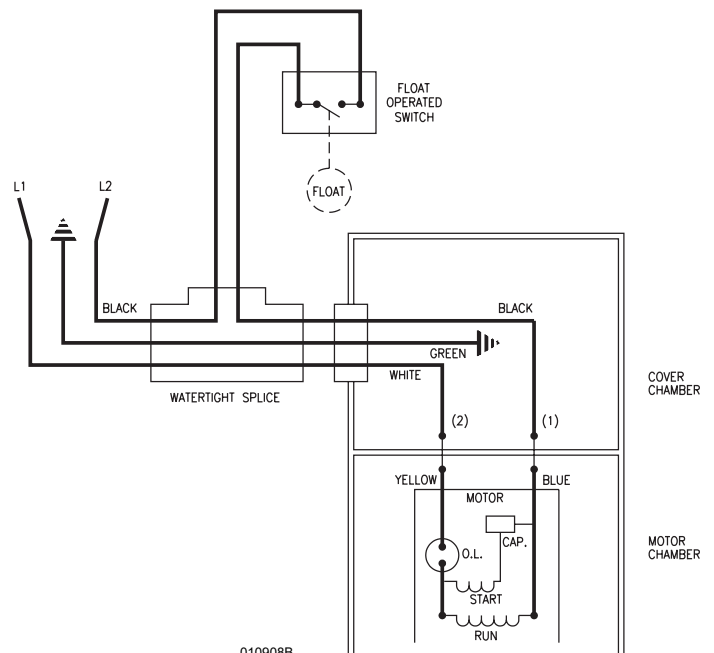 FLOAT
OPERATED
SWITCH
FLOAT
L1
L2
BLACK
BLACK
GREEN
WHITE
WATERTIGHT SPLICE
COVER
CHAMBER
(2)
(1)
YELLOW
BLUE
MOTOR
CAP.
O.L.
MOTOR
CHAMBER
START
RUN
010908B